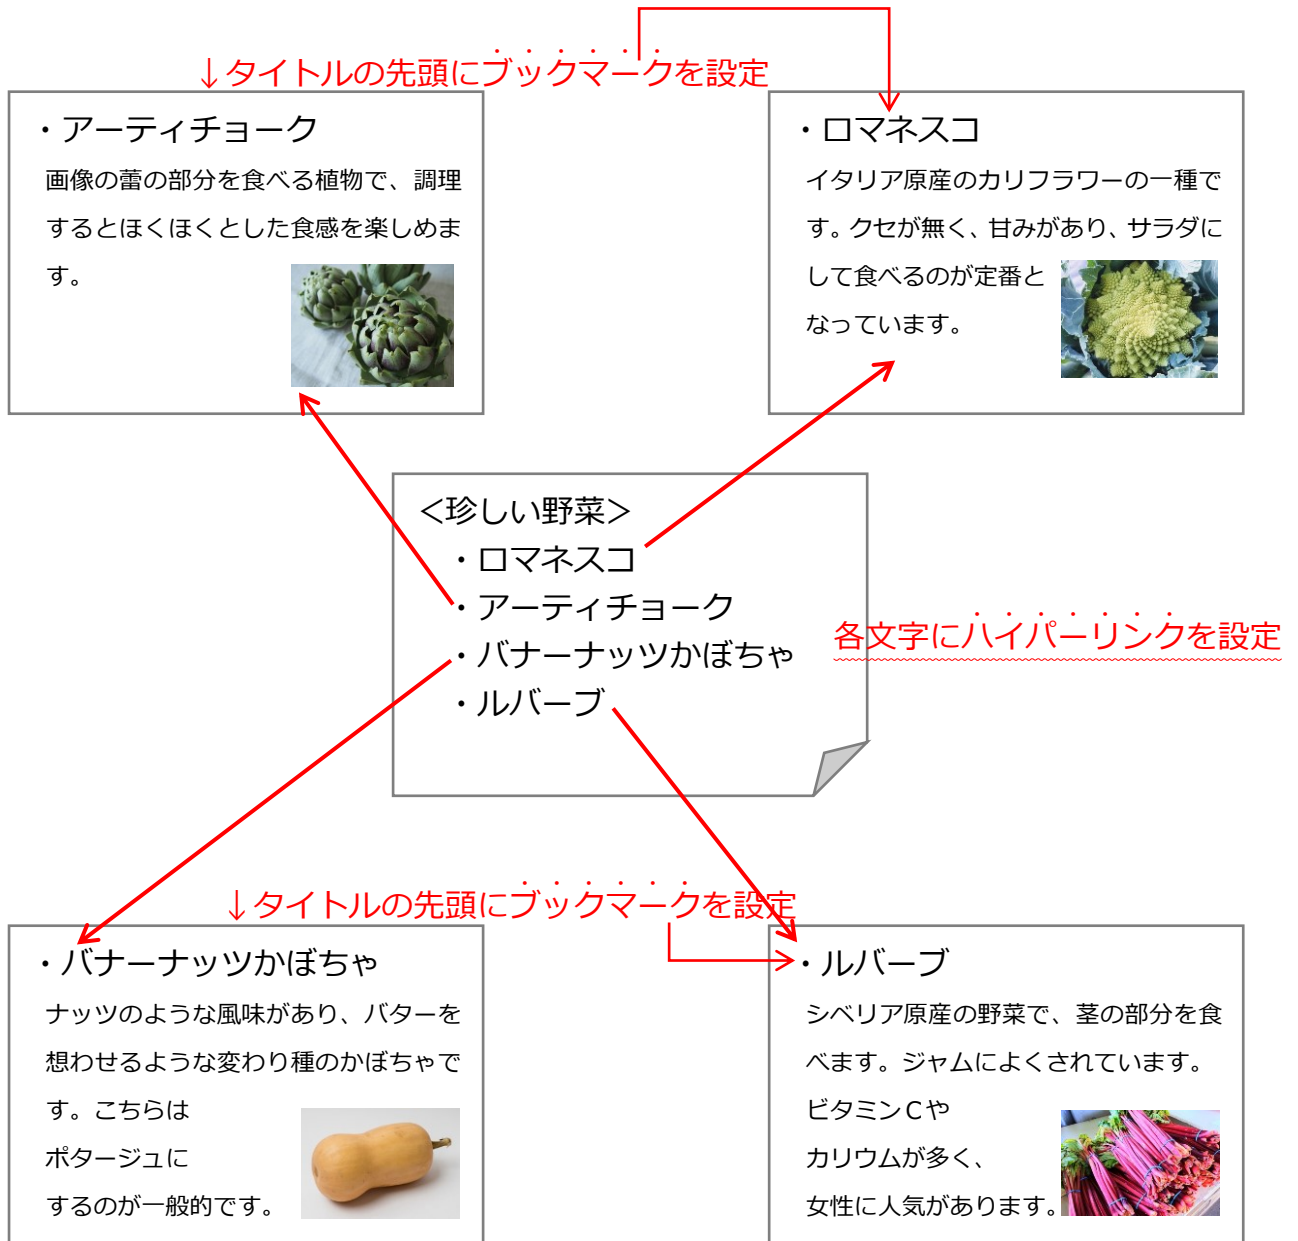 ↓タイトルの先頭にブックマークを設定
・アーティチョーク
画像の蕾の部分を食べる植物で、調理
するとほくほくとした食感を楽しめま
す。
・ロマネスコ
イタリア原産のカリフラワーの一種で
す。クセが無く、甘みがあり、サラダに
して食べるのが定番と
なっています。
＜珍しい野菜＞
・ロマネスコ
・アーティチョーク
・バナーナッツかぼちゃ
・ルバーブ
各文字にハイパーリンクを設定
↓タイトルの先頭にブックマークを設定
・バナーナッツかぼちゃ
ナッツのような風味があり、バターを
想わせるような変わり種のかぼちゃで
す。こちらは
ポタージュに
するのが一般的です。
・ルバーブ
シベリア原産の野菜で、茎の部分を食
べます。ジャムによくされています。
ビタミンＣや
カリウムが多く、
女性に人気があります。